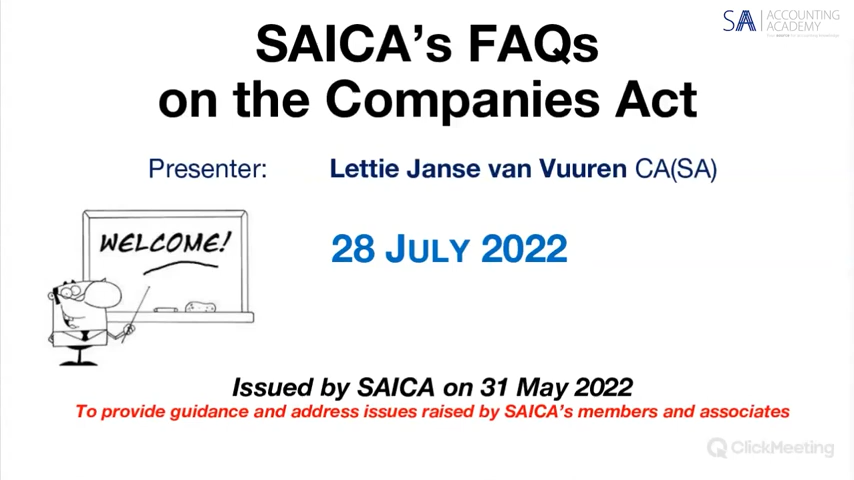 SAICA's FAQs
on the Companies Act
SAA ACCOUNTING
ACADEMY
Presenter: Lettie Janse van Vuuren CA(SA)
WELCOME!
28 JULY 2022
Issued by SAICA on 31 May 2022
To provide guidance and address issues raised by SAICA's members and associates
ClickMeeting